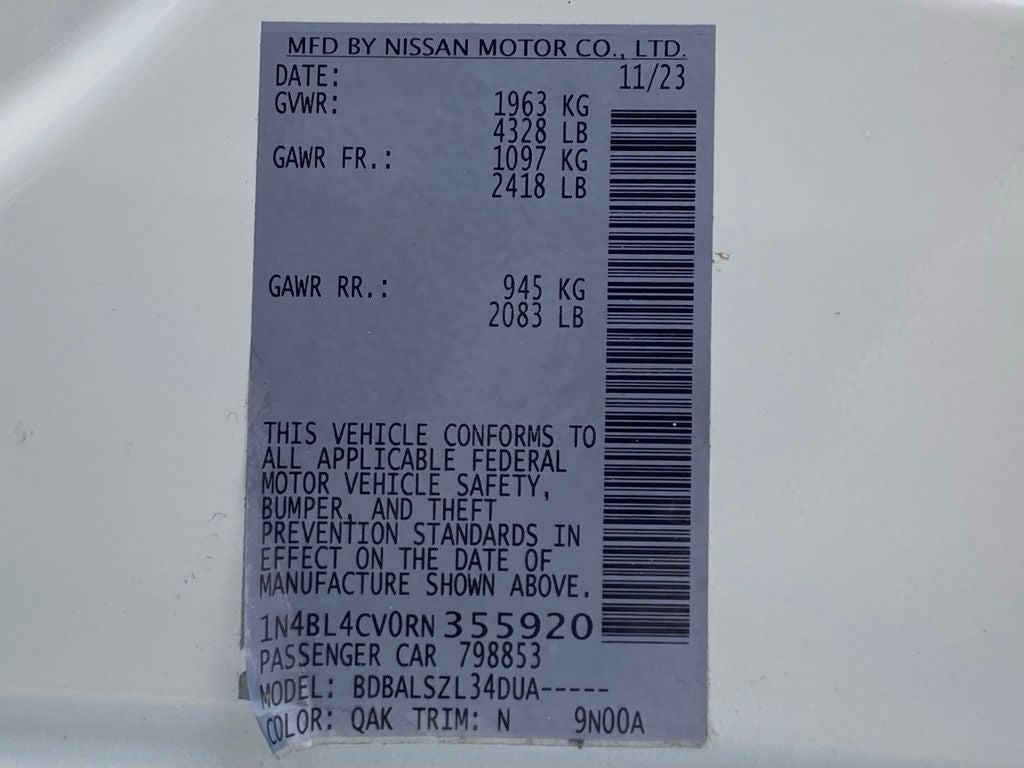 MFD BY NISSAN MOTOR CO., LTD.
DATE: 11/23
GVWR: 1963 KG
4328 LB
GAWR FR.: 1097 KG
2418 LB
GAWR RR.: 945 KG
2083 LB
THIS VEHICLE CONFORMS TO
ALL APPLICABLE FEDERAL
MOTOR VEHICLE SAFETY,
BUMPER, AND THEFT
PREVENTION STANDARDS IN
EFFECT ON THE DATE OF
MANUFACTURE SHOWN ABOVE.
1N4BL4CV0RN355920
PASSENGER CAR 798853
MODEL: BDBALSZL34DUA-----
COLOR: QAK TRIM: N 9N00A